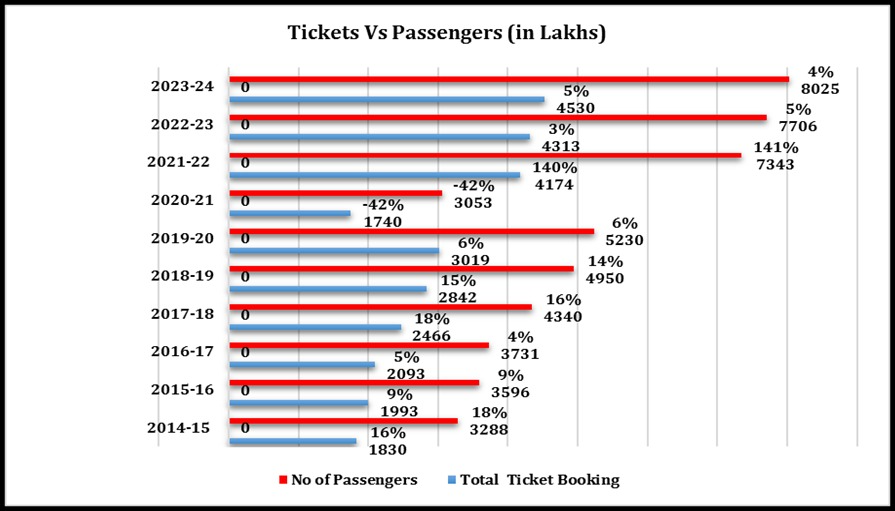 Tickets Vs Passengers (in Lakhs)
4%
2023-24 0 8025
5%
4530
5%
2022-23 0 7706
3%
4313
141%
2021-22 0 7343
140%
4174
-42%
2020-21 0 3053
-42%
1740
6%
2019-20 0 5230
6%
3019
14%
2018-19 0 4950
15%
2842
16%
2017-18 0 4340
18%
2466
4%
2016-17 0 3731
5%
2093
9%
2015-16 0 3596
9%
1993
18%
2014-15 0 3288
16%
1830
No of Passengers Total Ticket Booking